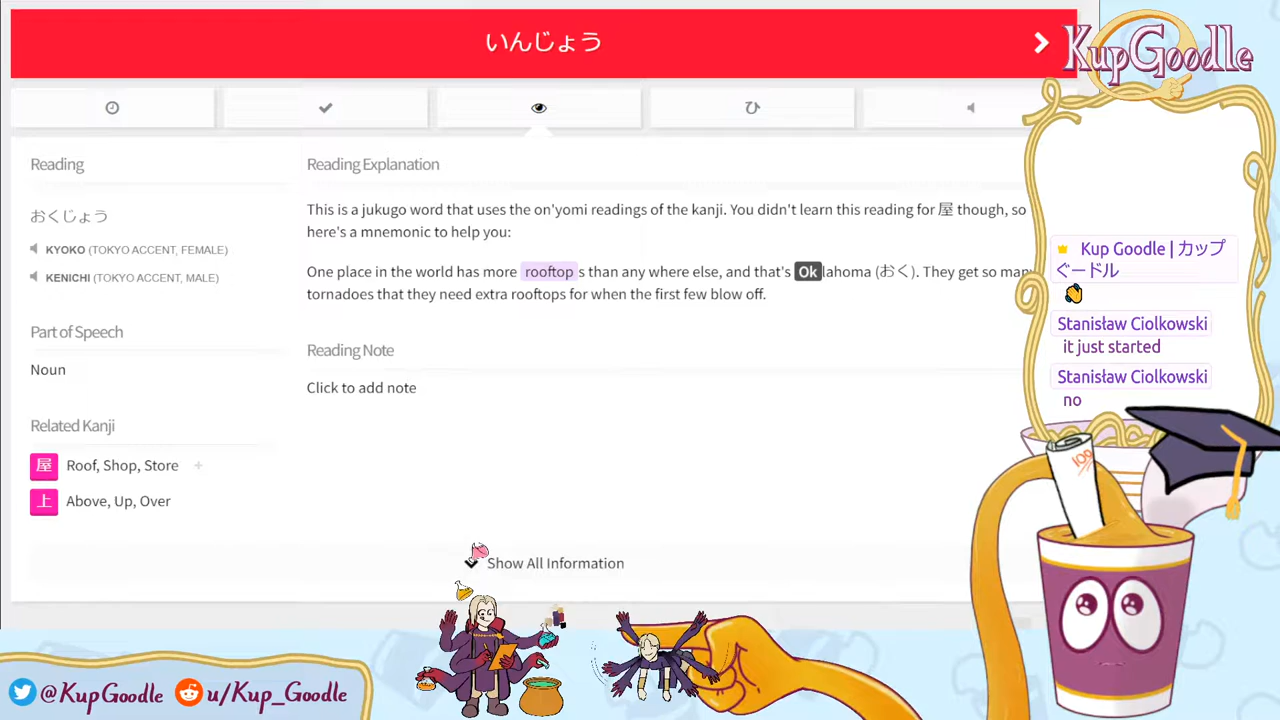 いんじょう
KupGoodle
ひ
Reading
Reading Explanation
おくじょう
This is a jukugo word that uses the on'yomi readings of the kanji. You didn't learn this reading for 屋 though, so
here's a mnemonic to help you:
KYOKO (TOKYO ACCENT, FEMALE)
KENICHI (TOKYO ACCENT, MALE)
One place in the world has more rooftop s than any where else, and that's Ok lahoma (おく). They get so many
tornadoes that they need extra rooftops for when the first few blow off.
Part of Speech
Noun
Reading Note
Click to add note
Related Kanji
屋 Roof, Shop, Store +
上 Above, Up, Over
Show All Information
Kup Goodle | カップ
ぐードル
Stanisław Ciolkowski
it just started
Stanisław Ciolkowski
no
100
@KupGoodle u/Kup_Goodle